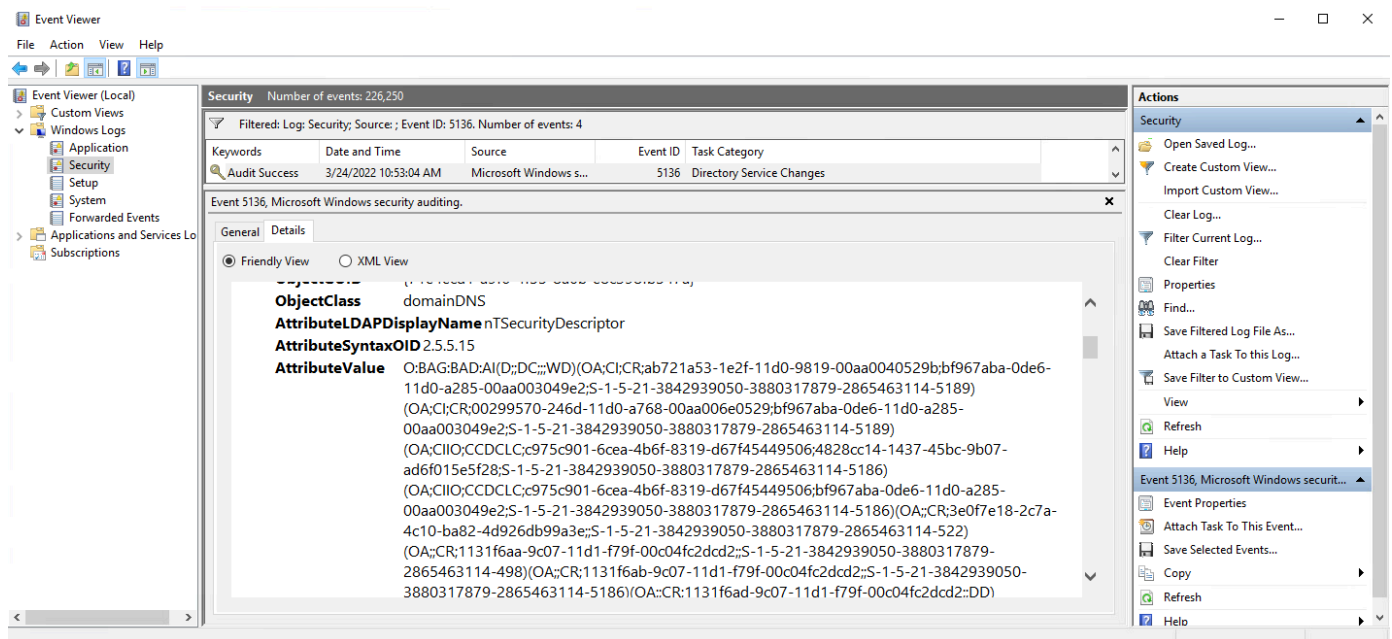 Event Viewer
File Action View Help
Event Viewer (Local)
Custom Views
Windows Logs
Application
Security
Setup
System
Forwarded Events
Applications and Services Lo
Subscriptions
Security Number of events: 226,250
Filtered: Log: Security; Source: ; Event ID: 5136. Number of events: 4
Keywords Date and Time Source Event ID Task Category
Audit Success 3/24/2022 10:53:04 AM Microsoft Windows s... 5136 Directory Service Changes
Event 5136, Microsoft Windows security auditing.
General Details
Friendly View XML View
ObjectClass domainDNS
AttributeLDAPDisplayName nTSecurityDescriptor
AttributeSyntaxOID 2.5.5.15
AttributeValue O:BAG:BAD:AI(D;;DC;;;WD)(OA;CI;CR;ab721a53-1e2f-11d0-9819-00aa0040529b;bf967aba-0de6-
11d0-a285-00aa003049e2;S-1-5-21-3842939050-3880317879-2865463114-5189)
(OA;CI;CR;00299570-246d-11d0-a768-00aa006e0529;bf967aba-0de6-11d0-a285-
00aa003049e2;S-1-5-21-3842939050-3880317879-2865463114-5189)
(OA;CIIO;CCDCLC;c975c901-6cea-4b6f-8319-d67f45449506;4828cc14-1437-45bc-9b07-
ad6f015e5f28;S-1-5-21-3842939050-3880317879-2865463114-5186)
(OA;CIIO;CCDCLC;c975c901-6cea-4b6f-8319-d67f45449506;bf967aba-0de6-11d0-a285-
00aa003049e2;S-1-5-21-3842939050-3880317879-2865463114-5186)(OA;;CR;3e0f7e18-2c7a-
4c10-ba82-4d926db99a3e;;S-1-5-21-3842939050-3880317879-2865463114-522)
(OA;;CR;1131f6aa-9c07-11d1-f79f-00c04fc2dcd2;;S-1-5-21-3842939050-3880317879-
2865463114-498)(OA;;CR;1131f6ab-9c07-11d1-f79f-00c04fc2dcd2;;S-1-5-21-3842939050-
3880317879-2865463114-5186)(OA;;CR;1131f6ad-9c07-11d1-f79f-00c04fc2dcd2;;DD)
Actions
Security
Open Saved Log...
Create Custom View...
Import Custom View...
Clear Log...
Filter Current Log...
Clear Filter
Properties
Find...
Save Filtered Log File As...
Attach a Task To this Log...
Save Filter to Custom View...
View
Refresh
Help
Event 5136, Microsoft Windows securit...
Event Properties
Attach Task To This Event...
Save Selected Events...
Copy
Refresh
Help